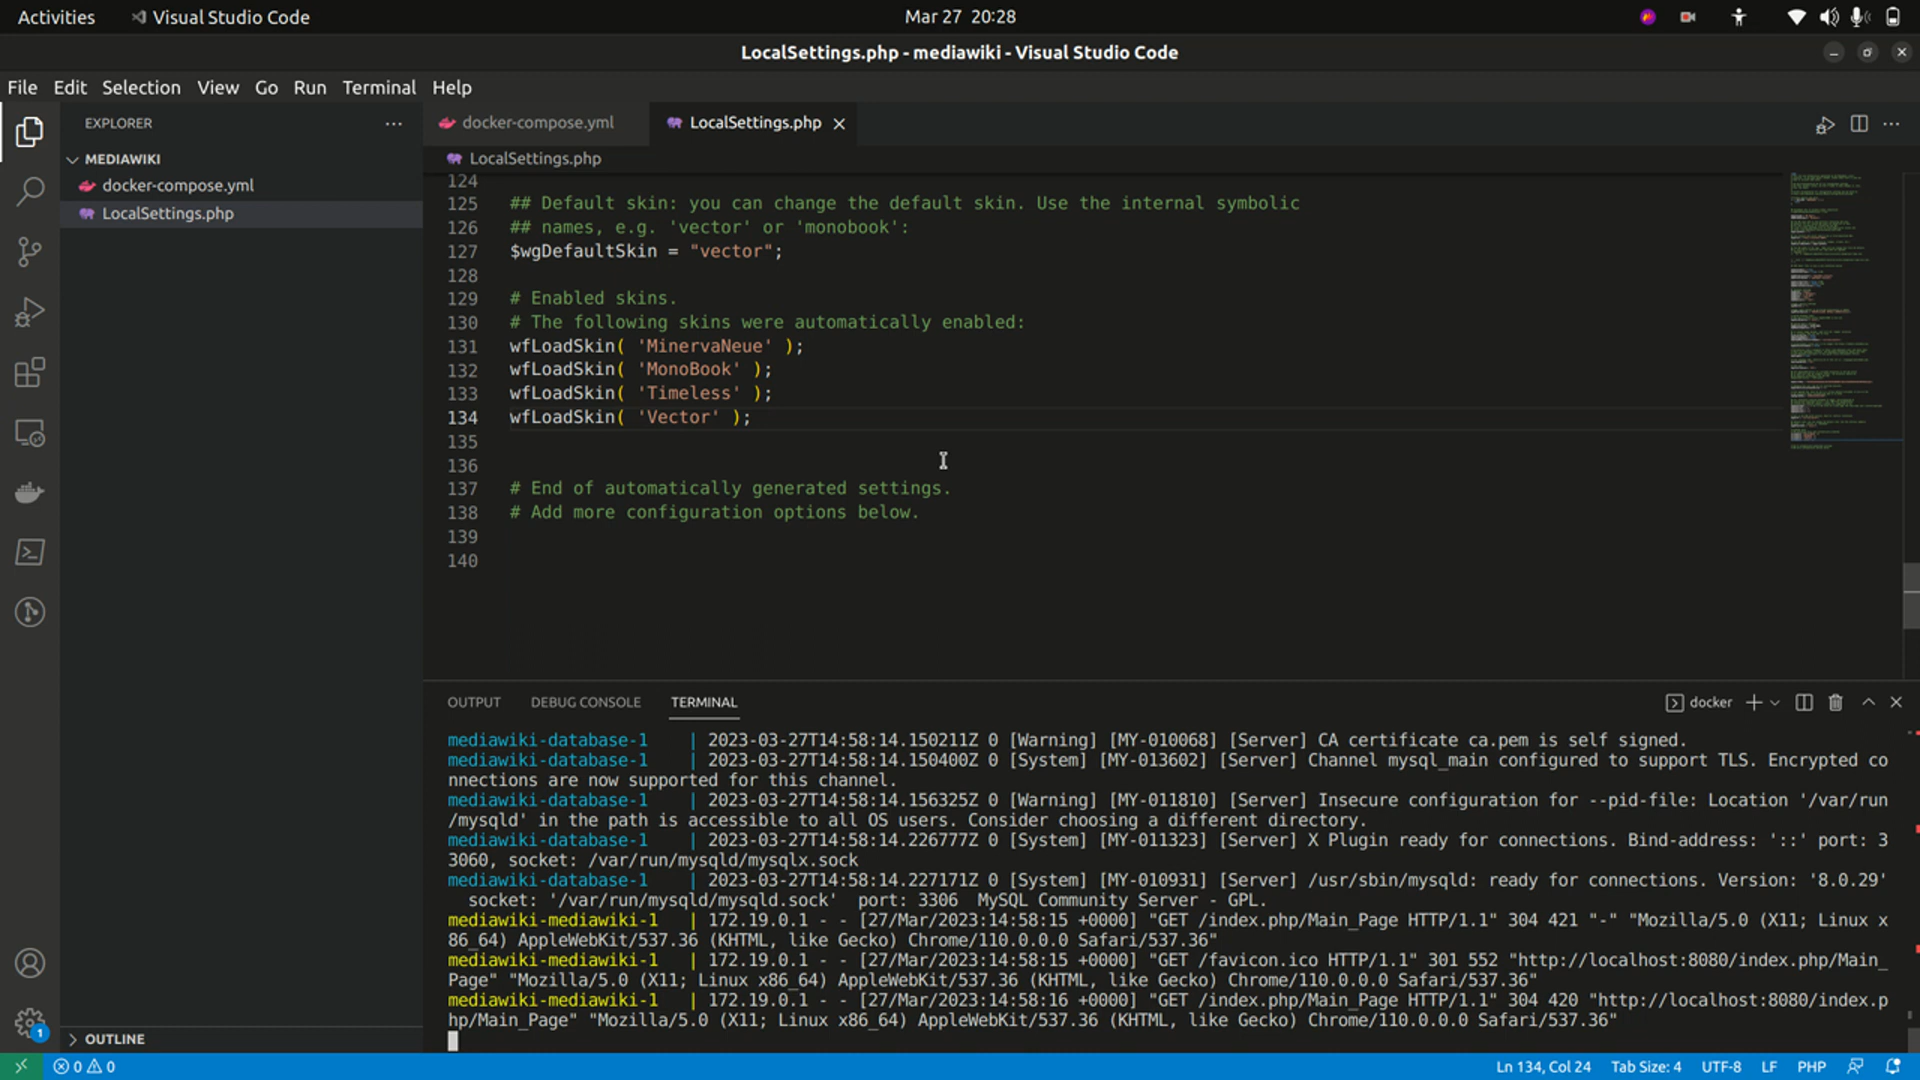 Activities Visual Studio Code Mar 27 20:28
LocalSettings.php - mediawiki - Visual Studio Code
File Edit Selection View Go Run Terminal Help
EXPLORER
MEDIAWIKI
docker-compose.yml
LocalSettings.php
OUTLINE
docker-compose.yml LocalSettings.php
LocalSettings.php
124
125 ## Default skin: you can change the default skin. Use the internal symbolic
126 ## names, e.g. 'vector' or 'monobook':
127 $wgDefaultSkin = "vector";
128
129 # Enabled skins.
130 # The following skins were automatically enabled:
131 wfLoadSkin( 'MinervaNeue' );
132 wfLoadSkin( 'MonoBook' );
133 wfLoadSkin( 'Timeless' );
134 wfLoadSkin( 'Vector' );
135
136
137 # End of automatically generated settings.
138 # Add more configuration options below.
139
140
OUTPUT DEBUG CONSOLE TERMINAL docker
mediawiki-database-1 | 2023-03-27T14:58:14.150211Z 0 [Warning] [MY-010068] [Server] CA certificate ca.pem is self signed.
mediawiki-database-1 | 2023-03-27T14:58:14.150400Z 0 [System] [MY-013602] [Server] Channel mysql_main configured to support TLS. Encrypted co
nnections are now supported for this channel.
mediawiki-database-1 | 2023-03-27T14:58:14.156325Z 0 [Warning] [MY-011810] [Server] Insecure configuration for --pid-file: Location '/var/run
/mysqld' in the path is accessible to all OS users. Consider choosing a different directory.
mediawiki-database-1 | 2023-03-27T14:58:14.226777Z 0 [System] [MY-011323] [Server] X Plugin ready for connections. Bind-address: '::' port: 3
3060, socket: /var/run/mysqld/mysqlx.sock
mediawiki-database-1 | 2023-03-27T14:58:14.227171Z 0 [System] [MY-010931] [Server] /usr/sbin/mysqld: ready for connections. Version: '8.0.29'
socket: '/var/run/mysqld/mysqld.sock' port: 3306 MySQL Community Server - GPL.
mediawiki-mediawiki-1 | 172.19.0.1 - - [27/Mar/2023:14:58:15 +0000] "GET /index.php/Main_Page HTTP/1.1" 304 421 "-" "Mozilla/5.0 (X11; Linux x
86_64) AppleWebKit/537.36 (KHTML, like Gecko) Chrome/110.0.0.0 Safari/537.36"
mediawiki-mediawiki-1 | 172.19.0.1 - - [27/Mar/2023:14:58:15 +0000] "GET /favicon.ico HTTP/1.1" 301 552 "http://localhost:8080/index.php/Main_
Page" "Mozilla/5.0 (X11; Linux x86_64) AppleWebKit/537.36 (KHTML, like Gecko) Chrome/110.0.0.0 Safari/537.36"
mediawiki-mediawiki-1 | 172.19.0.1 - - [27/Mar/2023:14:58:16 +0000] "GET /index.php/Main_Page HTTP/1.1" 304 420 "http://localhost:8080/index.p
hp/Main_Page" "Mozilla/5.0 (X11; Linux x86_64) AppleWebKit/537.36 (KHTML, like Gecko) Chrome/110.0.0.0 Safari/537.36"
1
0 0 Ln 134, Col 24 Tab Size: 4 UTF-8 LF PHP